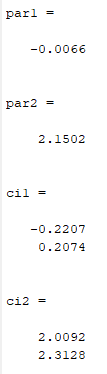 par1 =
-0.0066
par2 =
2.1502
ci1 =
-0.2207
0.2074
ci2 =
2.0092
2.3128